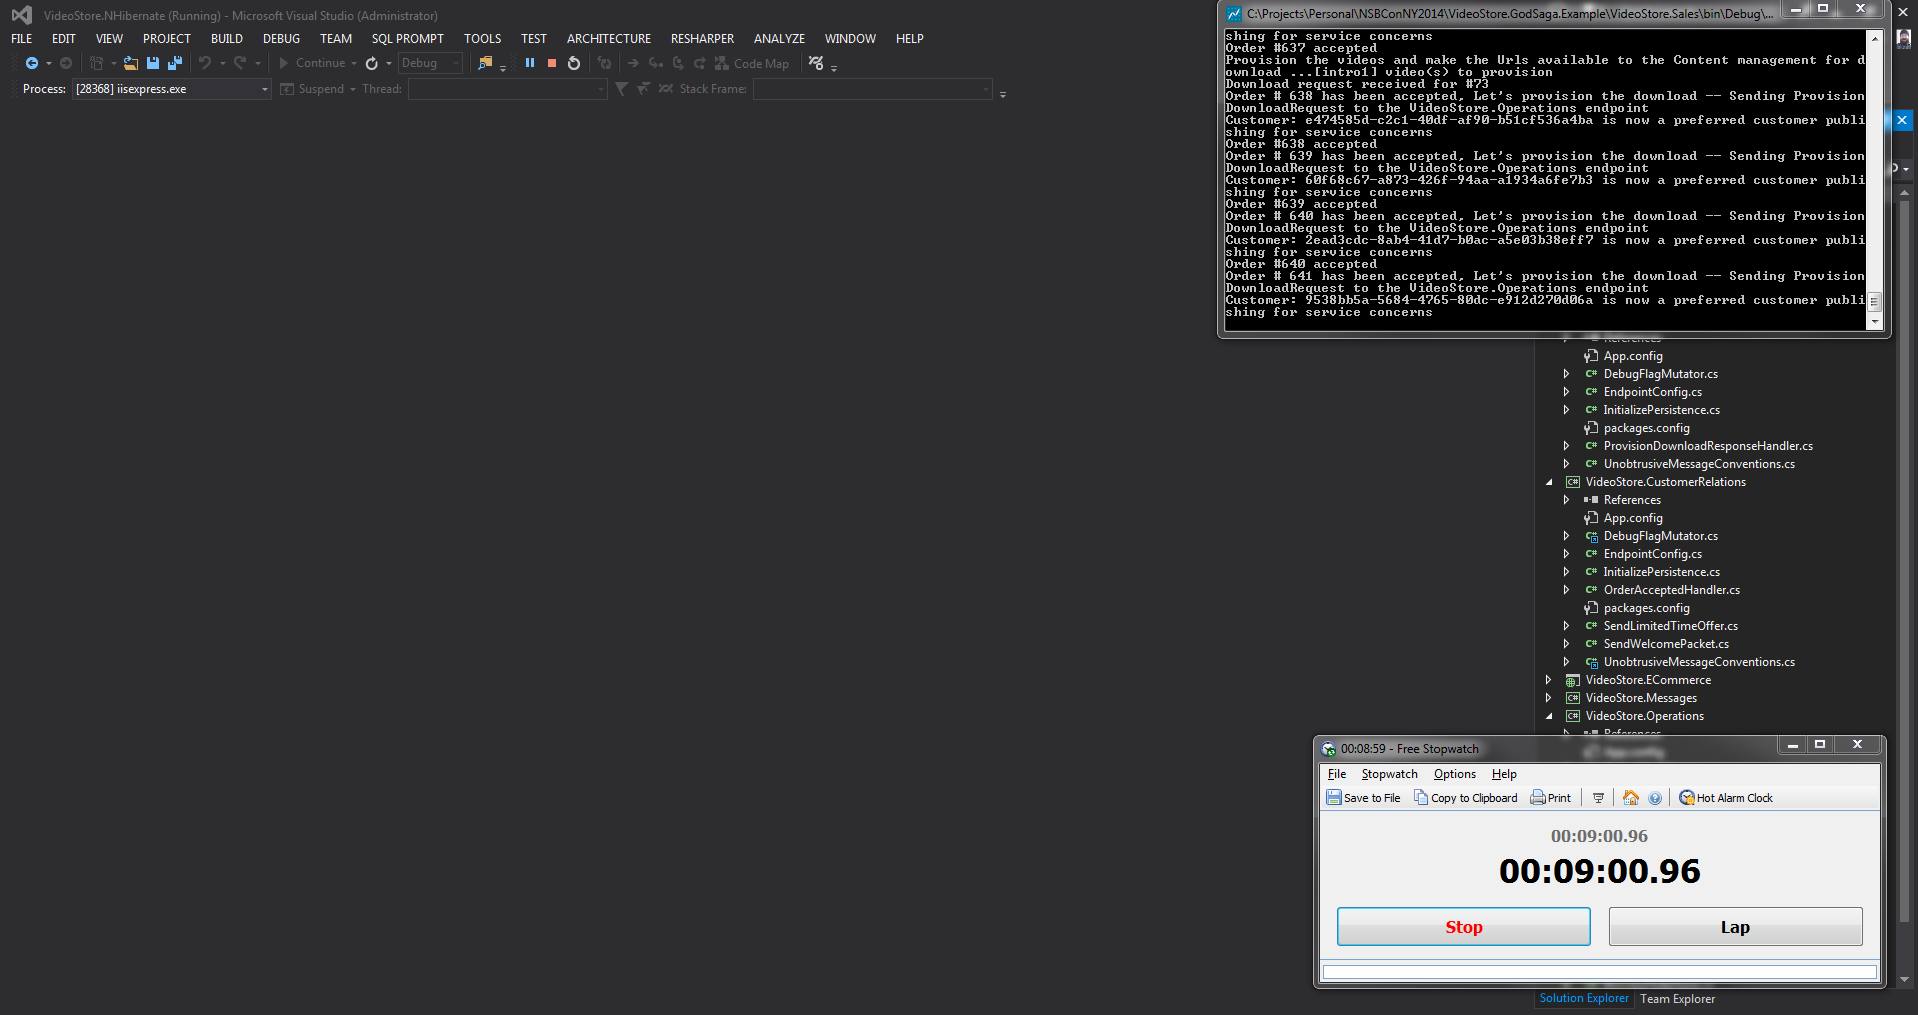 VideoStore.NHibernate (Running) - Microsoft Visual Studio (Administrator)
FILE EDIT VIEW PROJECT BUILD DEBUG TEAM SQL PROMPT TOOLS TEST ARCHITECTURE RESHARPER ANALYZE WINDOW HELP
Continue Debug Code Map
Process: [28368] iisexpress.exe Suspend Thread: Stack Frame:
C:\Projects\Personal\NSBConNY2014\VideoStore.GodSaga.Example\VideoStore.Sales\bin\Debug\...
shing for service concerns
Order #637 accepted
Provision the videos and make the Urls available to the Content management for d
ownload ...[intro1] video(s) to provision
Download request received for #73
Order # 638 has been accepted, Let's provision the download -- Sending Provision
DownloadRequest to the VideoStore.Operations endpoint
Customer: e474585d-c2c1-40df-af90-b51cf536a4ba is now a preferred customer publi
shing for service concerns
Order #638 accepted
Order # 639 has been accepted, Let's provision the download -- Sending Provision
DownloadRequest to the VideoStore.Operations endpoint
Customer: 60f68c67-a873-426f-94aa-a1934a6fe7b3 is now a preferred customer publi
shing for service concerns
Order #639 accepted
Order # 640 has been accepted, Let's provision the download -- Sending Provision
DownloadRequest to the VideoStore.Operations endpoint
Customer: 2ead3cdc-8ab4-41d7-b0ac-a5e03b38eff7 is now a preferred customer publi
shing for service concerns
Order #640 accepted
Order # 641 has been accepted, Let's provision the download -- Sending Provision
DownloadRequest to the VideoStore.Operations endpoint
Customer: 9538bb5a-5684-4765-80dc-e912d270d06a is now a preferred customer publi
shing for service concerns
References
App.config
DebugFlagMutator.cs
EndpointConfig.cs
InitializePersistence.cs
packages.config
ProvisionDownloadResponseHandler.cs
UnobtrusiveMessageConventions.cs
VideoStore.CustomerRelations
References
App.config
DebugFlagMutator.cs
EndpointConfig.cs
InitializePersistence.cs
OrderAcceptedHandler.cs
packages.config
SendLimitedTimeOffer.cs
SendWelcomePacket.cs
UnobtrusiveMessageConventions.cs
VideoStore.ECommerce
VideoStore.Messages
VideoStore.Operations
References
App.config
00:08:59 - Free Stopwatch
File Stopwatch Options Help
Save to File Copy to Clipboard Print Hot Alarm Clock
00:09:00.96
00:09:00.96
Stop Lap
Solution Explorer Team Explorer